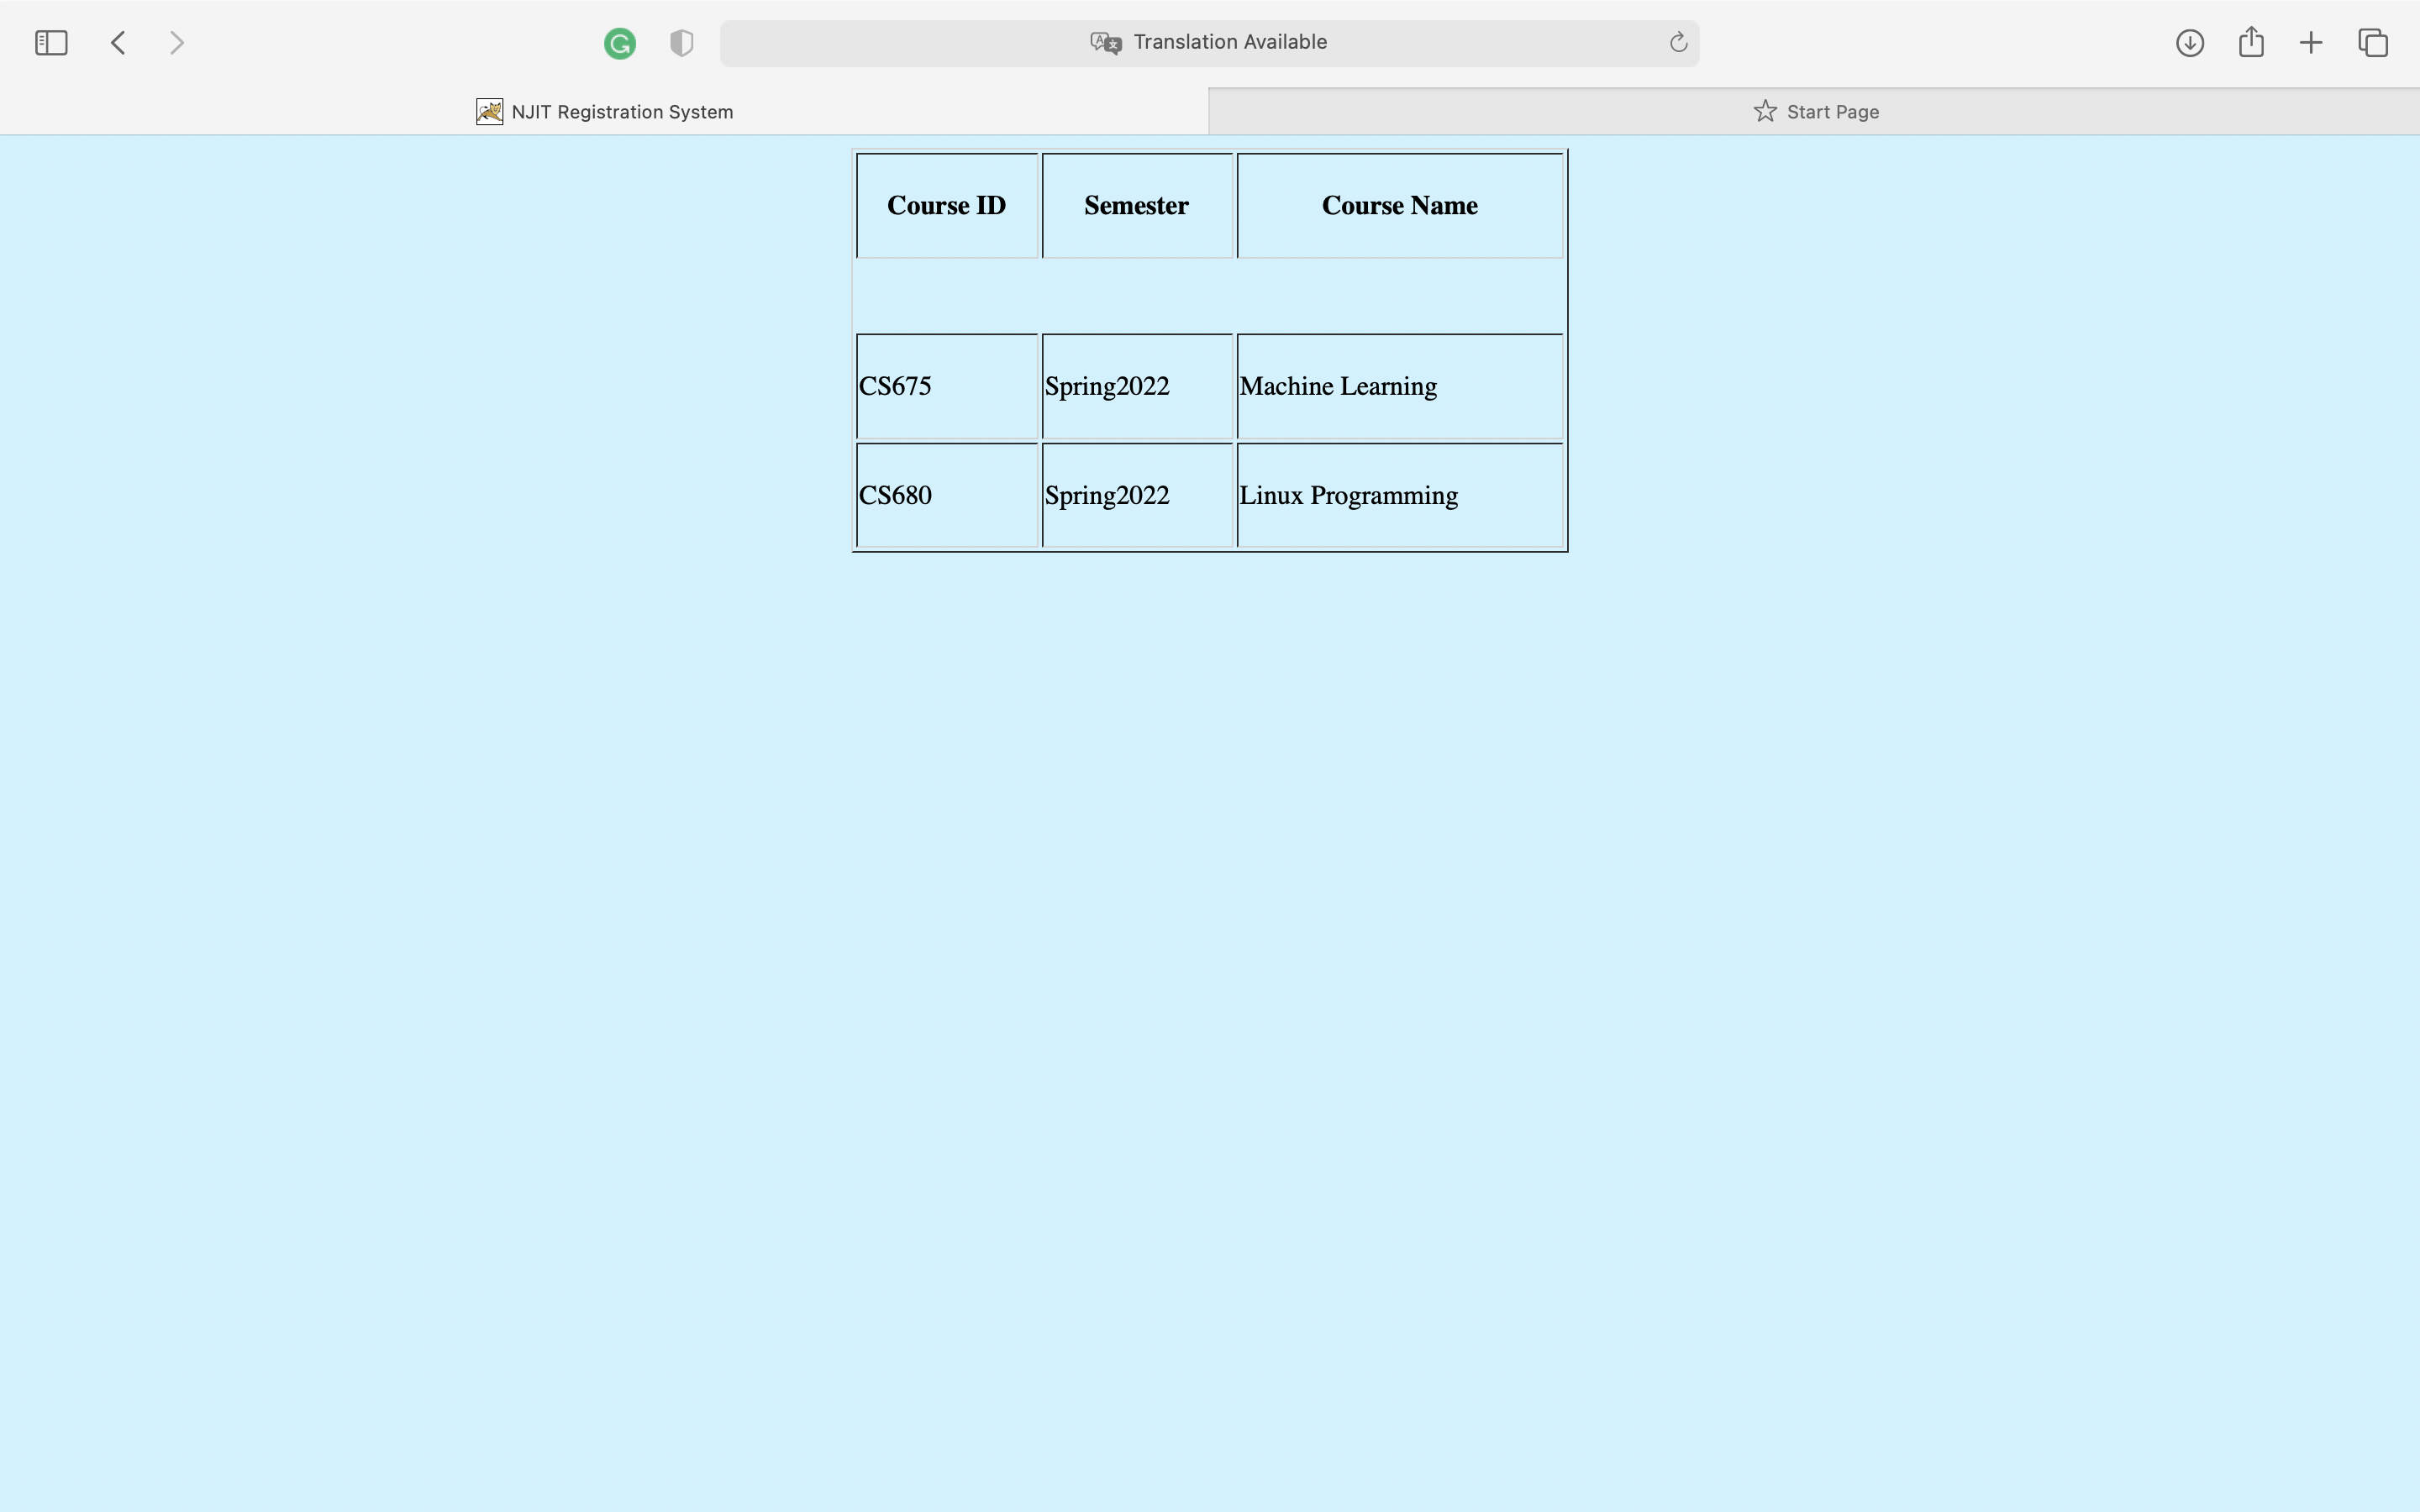 Translation Available
NJIT Registration System
Start Page
Course ID Semester Course Name
CS675 Spring2022 Machine Learning
CS680 Spring2022 Linux Programming